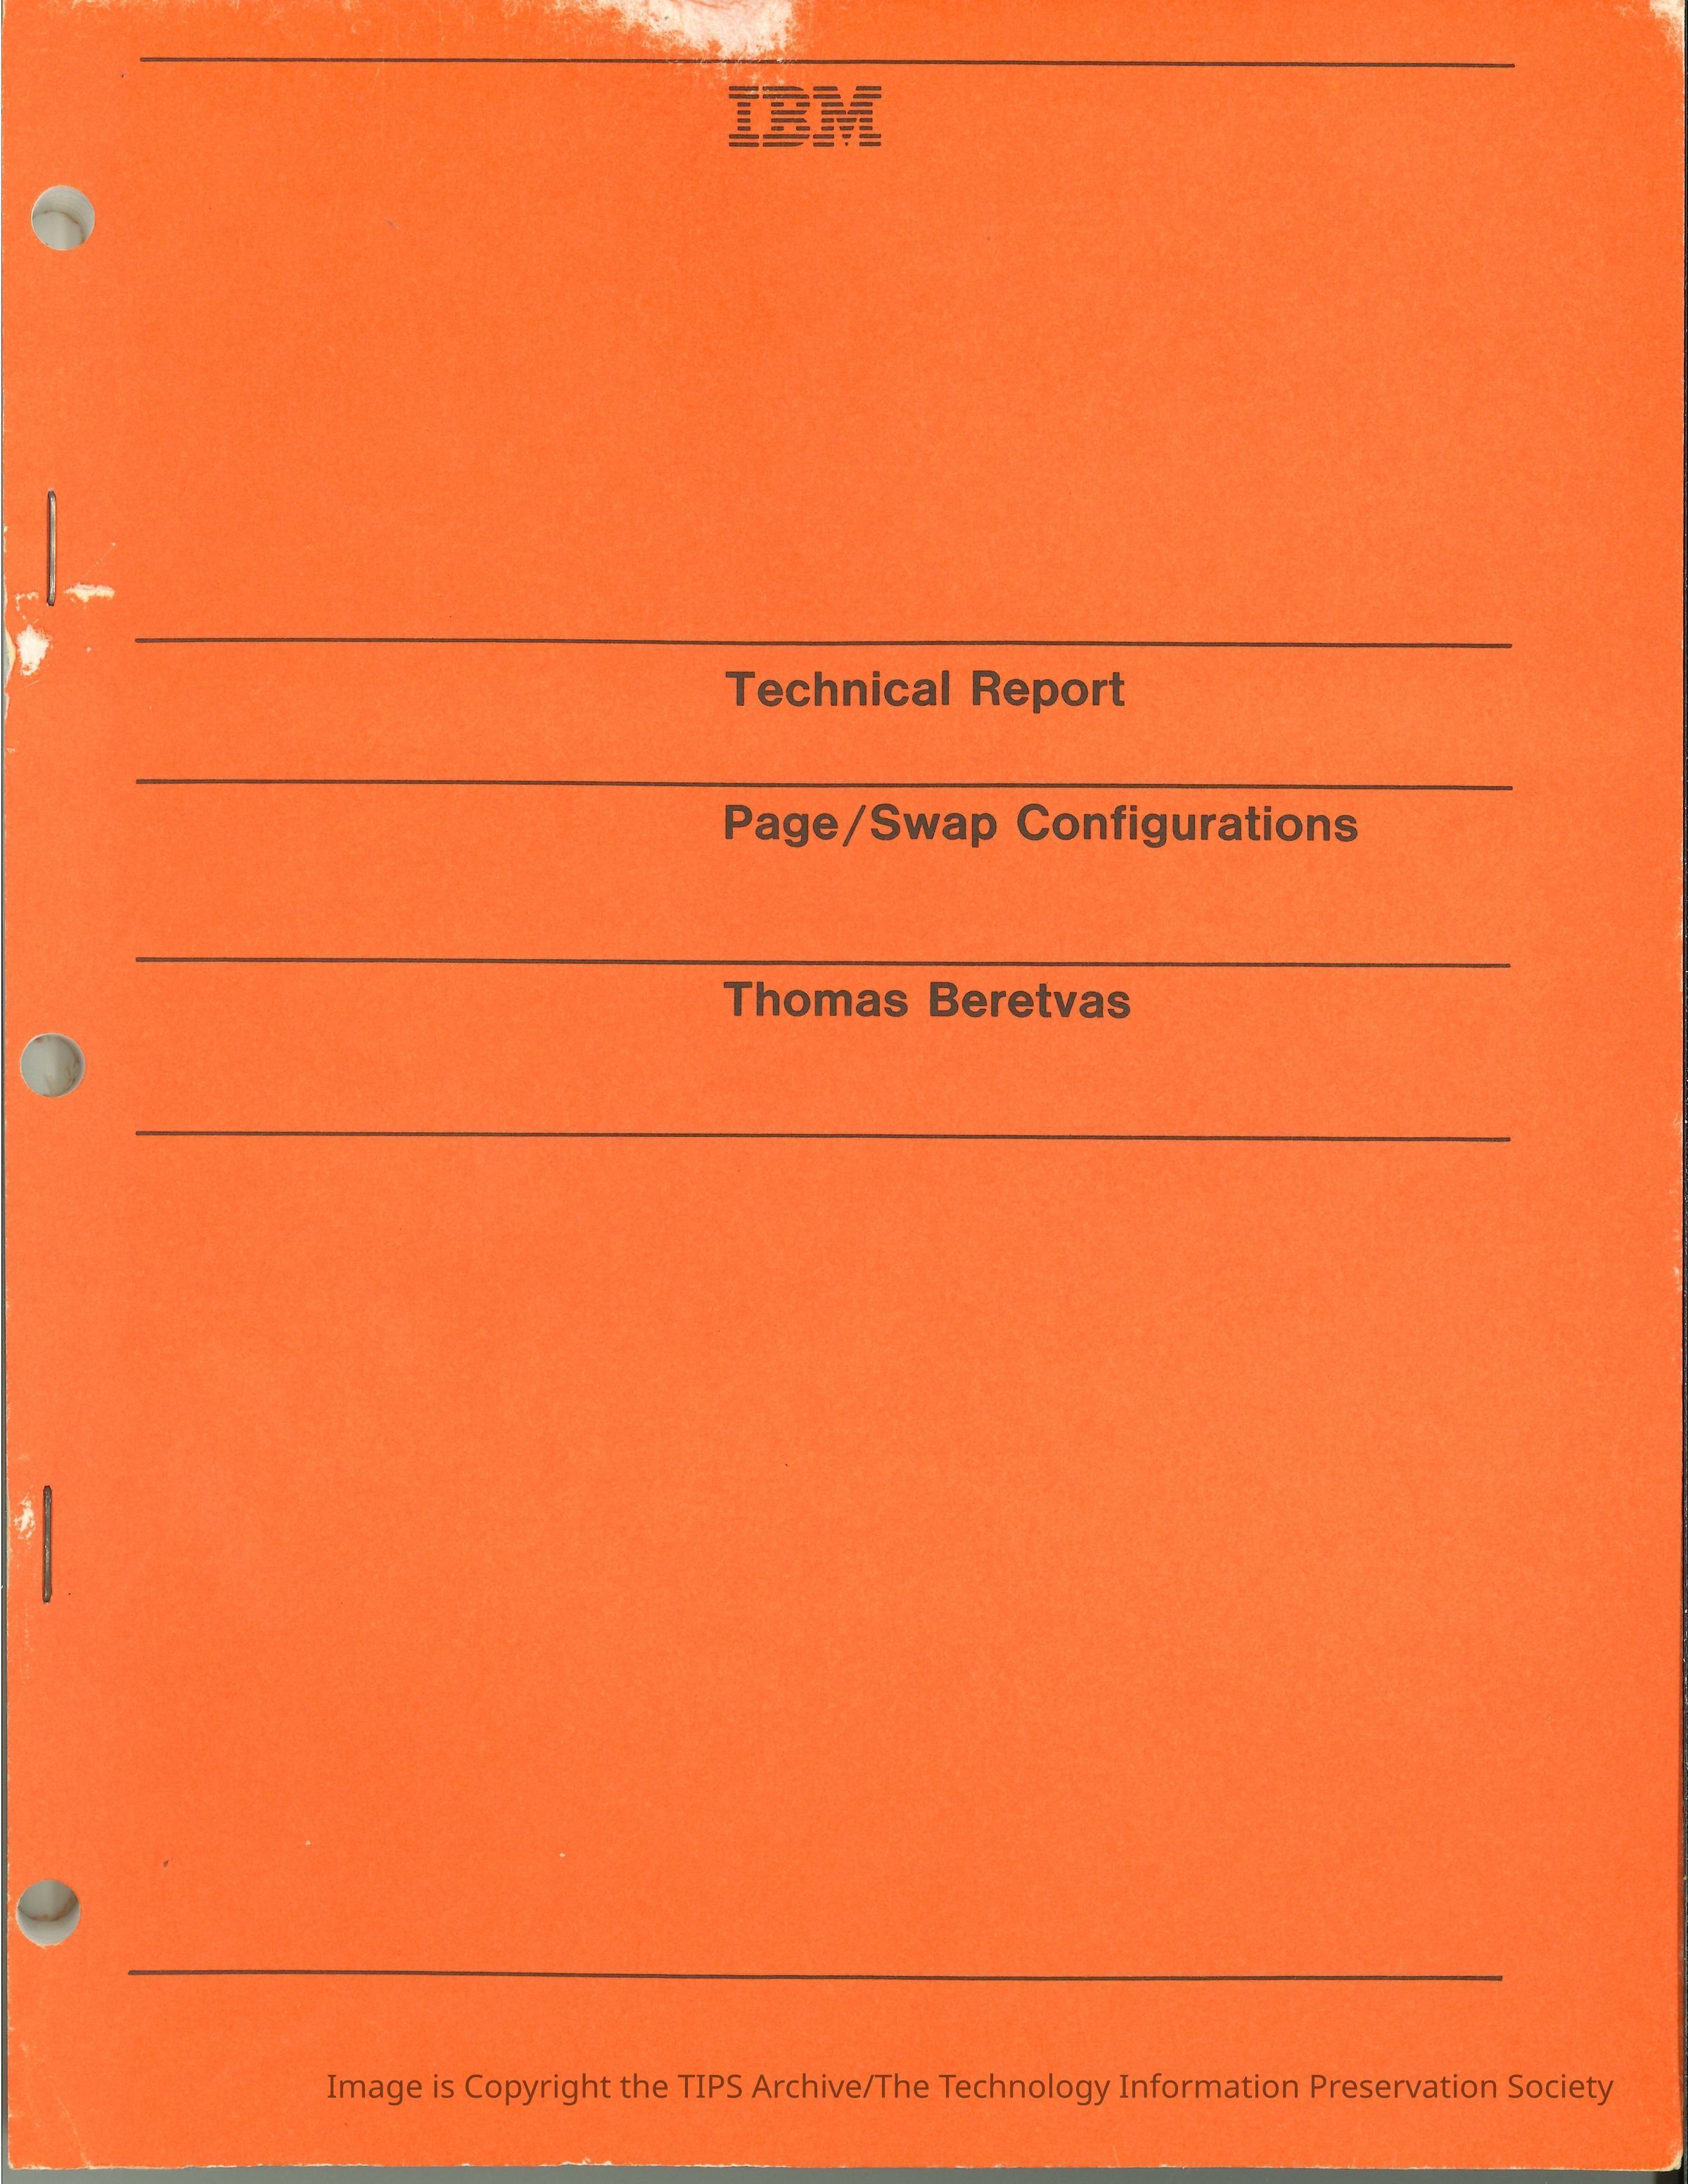 IBM
Technical Report
Page/Swap Configurations
Thomas Beretvas
Image is Copyright the TIPS Archive/The Technology Information Preservation Society